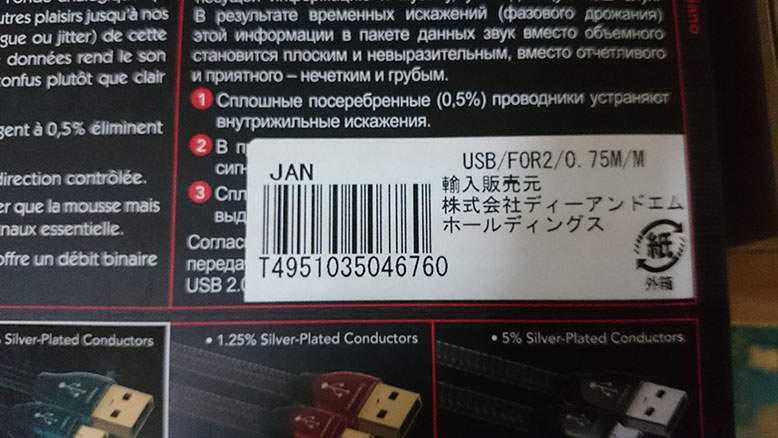 utres plaisirs jusqu'à nos
gue ou jitter) de cette
données rend le son
confus plutôt que clair
gent à 0,5% éliminent
direction contrôlée.
er que la mousse mais
naux essentielle.
offre un débit binaire
В результате временных искажений (фазового дрожания)
этой информации в пакете данных звук вместо объемного
становится плоским и невыразительным, вместо отчетливого
и приятного – нечетким и грубым.
1 Сплошные посеребренные (0,5%) проводники устраняют
внутрижильные искажения.
2 В п
сиг
3 Спл
выд
Соглас
переда
USB 2.0
JAN
T4951035046760
USB/FOR2/0.75M/M
輸入販売元
株式会社ディーアンドエム
ホールディングス
紙
外箱
Silver-Plated Conductors
• 1.25% Silver-Plated Conductors
• 5% Silver-Plated Conductors